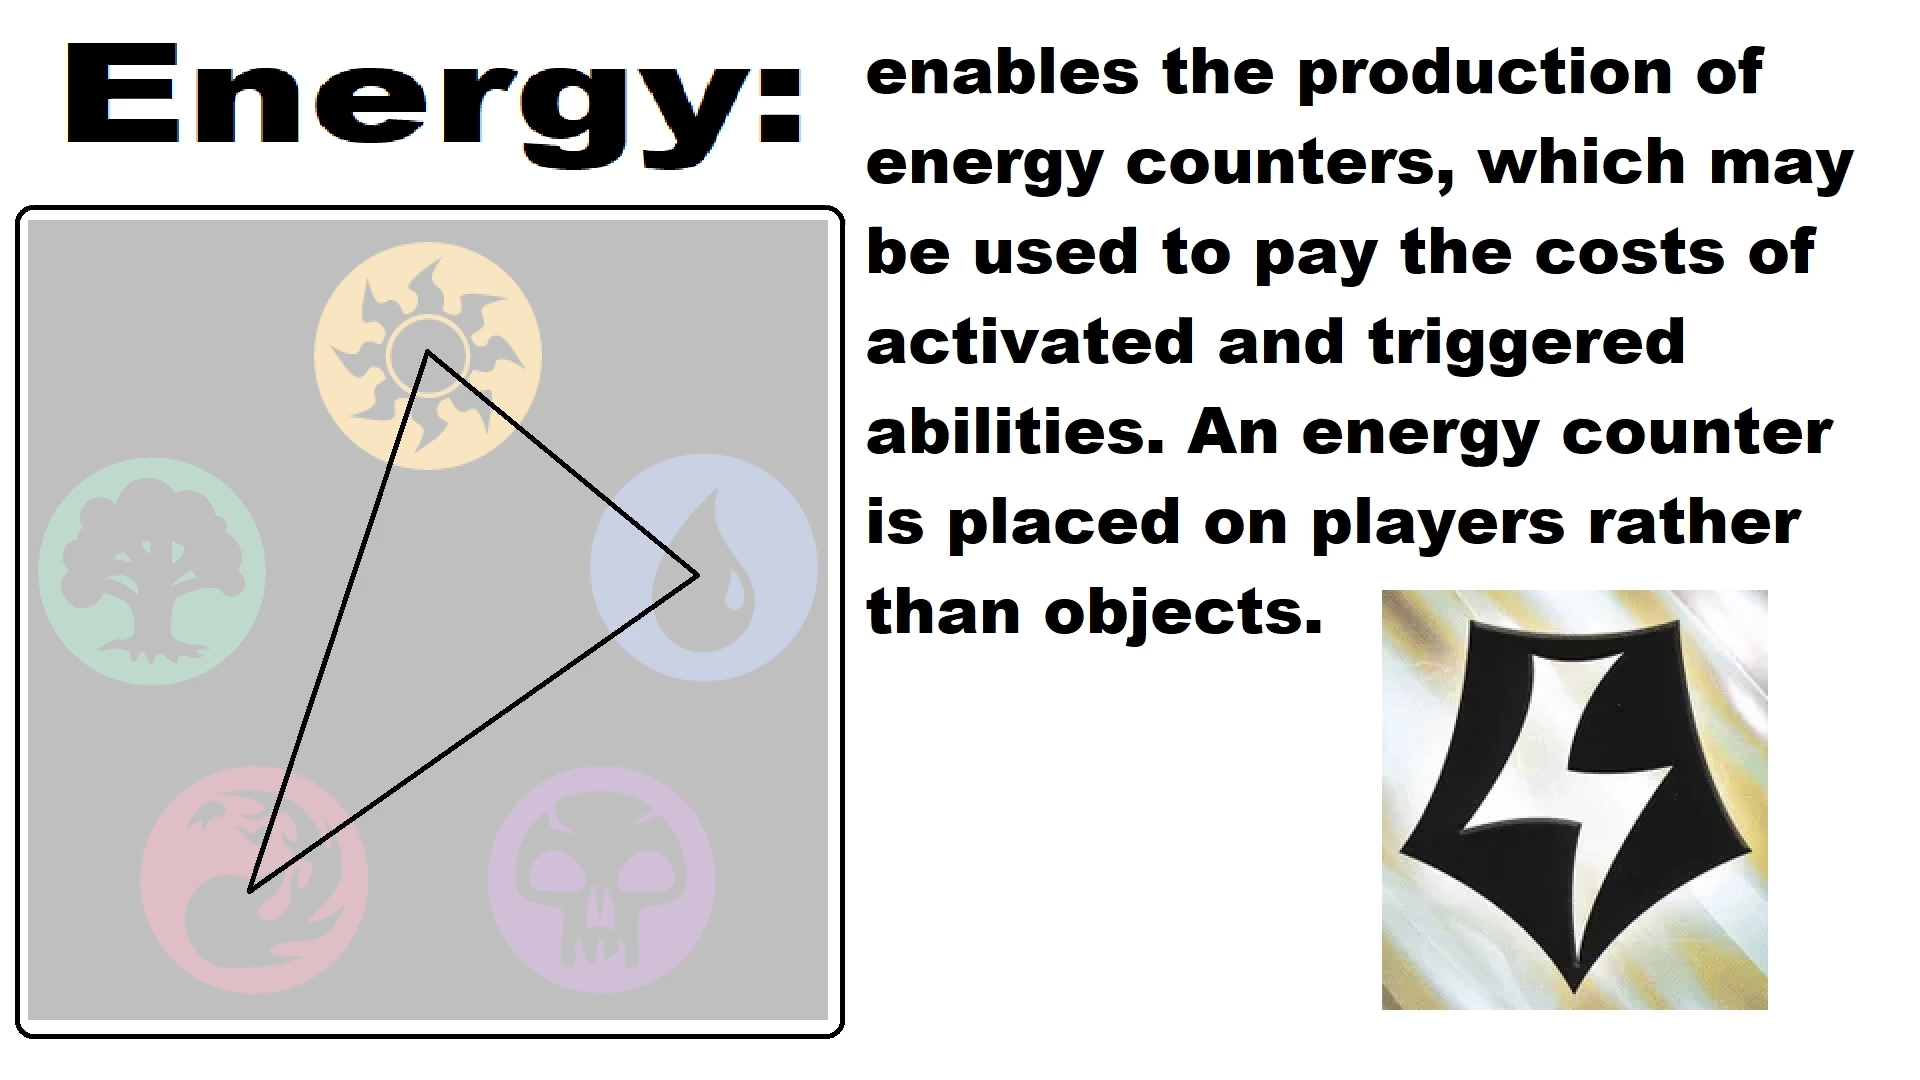 Energy:
enables the production of
energy counters, which may
be used to pay the costs of
activated and triggered
abilities. An energy counter
is placed on players rather
than objects.